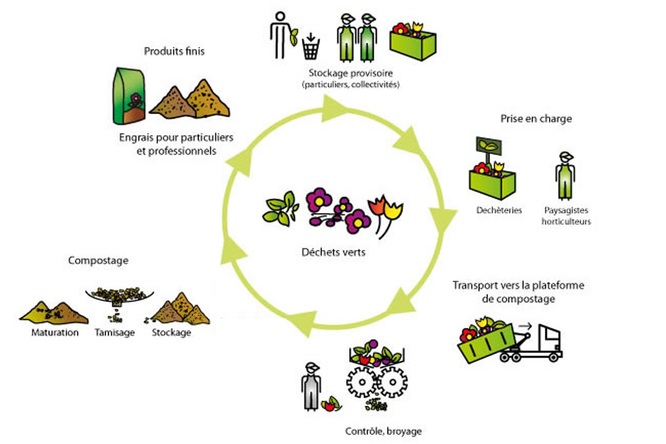 Stockage provisoire
(particuliers, collectivités)
Prise en charge
Dechèteries
Paysagistes
horticulteurs
Transport vers la plateforme
de compostage
Contrôle, broyage
Compostage
Maturation
Tamisage
Stockage
Produits finis
Engrais pour particuliers
et professionnels
Déchets verts